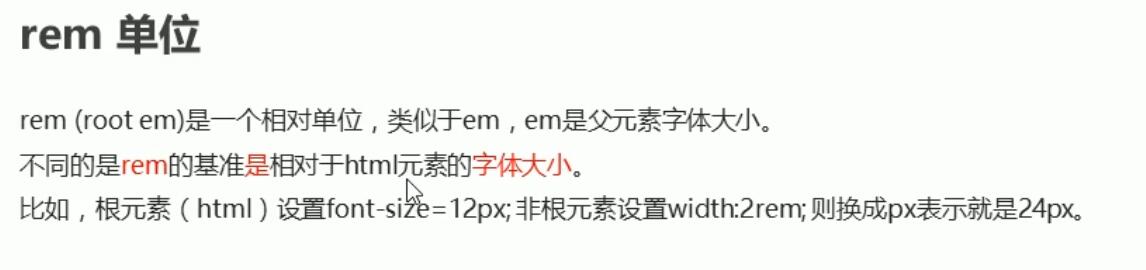 rem 单位
rem (root em)是一个相对单位，类似于em，em是父元素字体大小。
不同的是rem的基准是相对于html元素的字体大小。
比如，根元素（html）设置font-size=12px; 非根元素设置width:2rem; 则换成px表示就是24px。